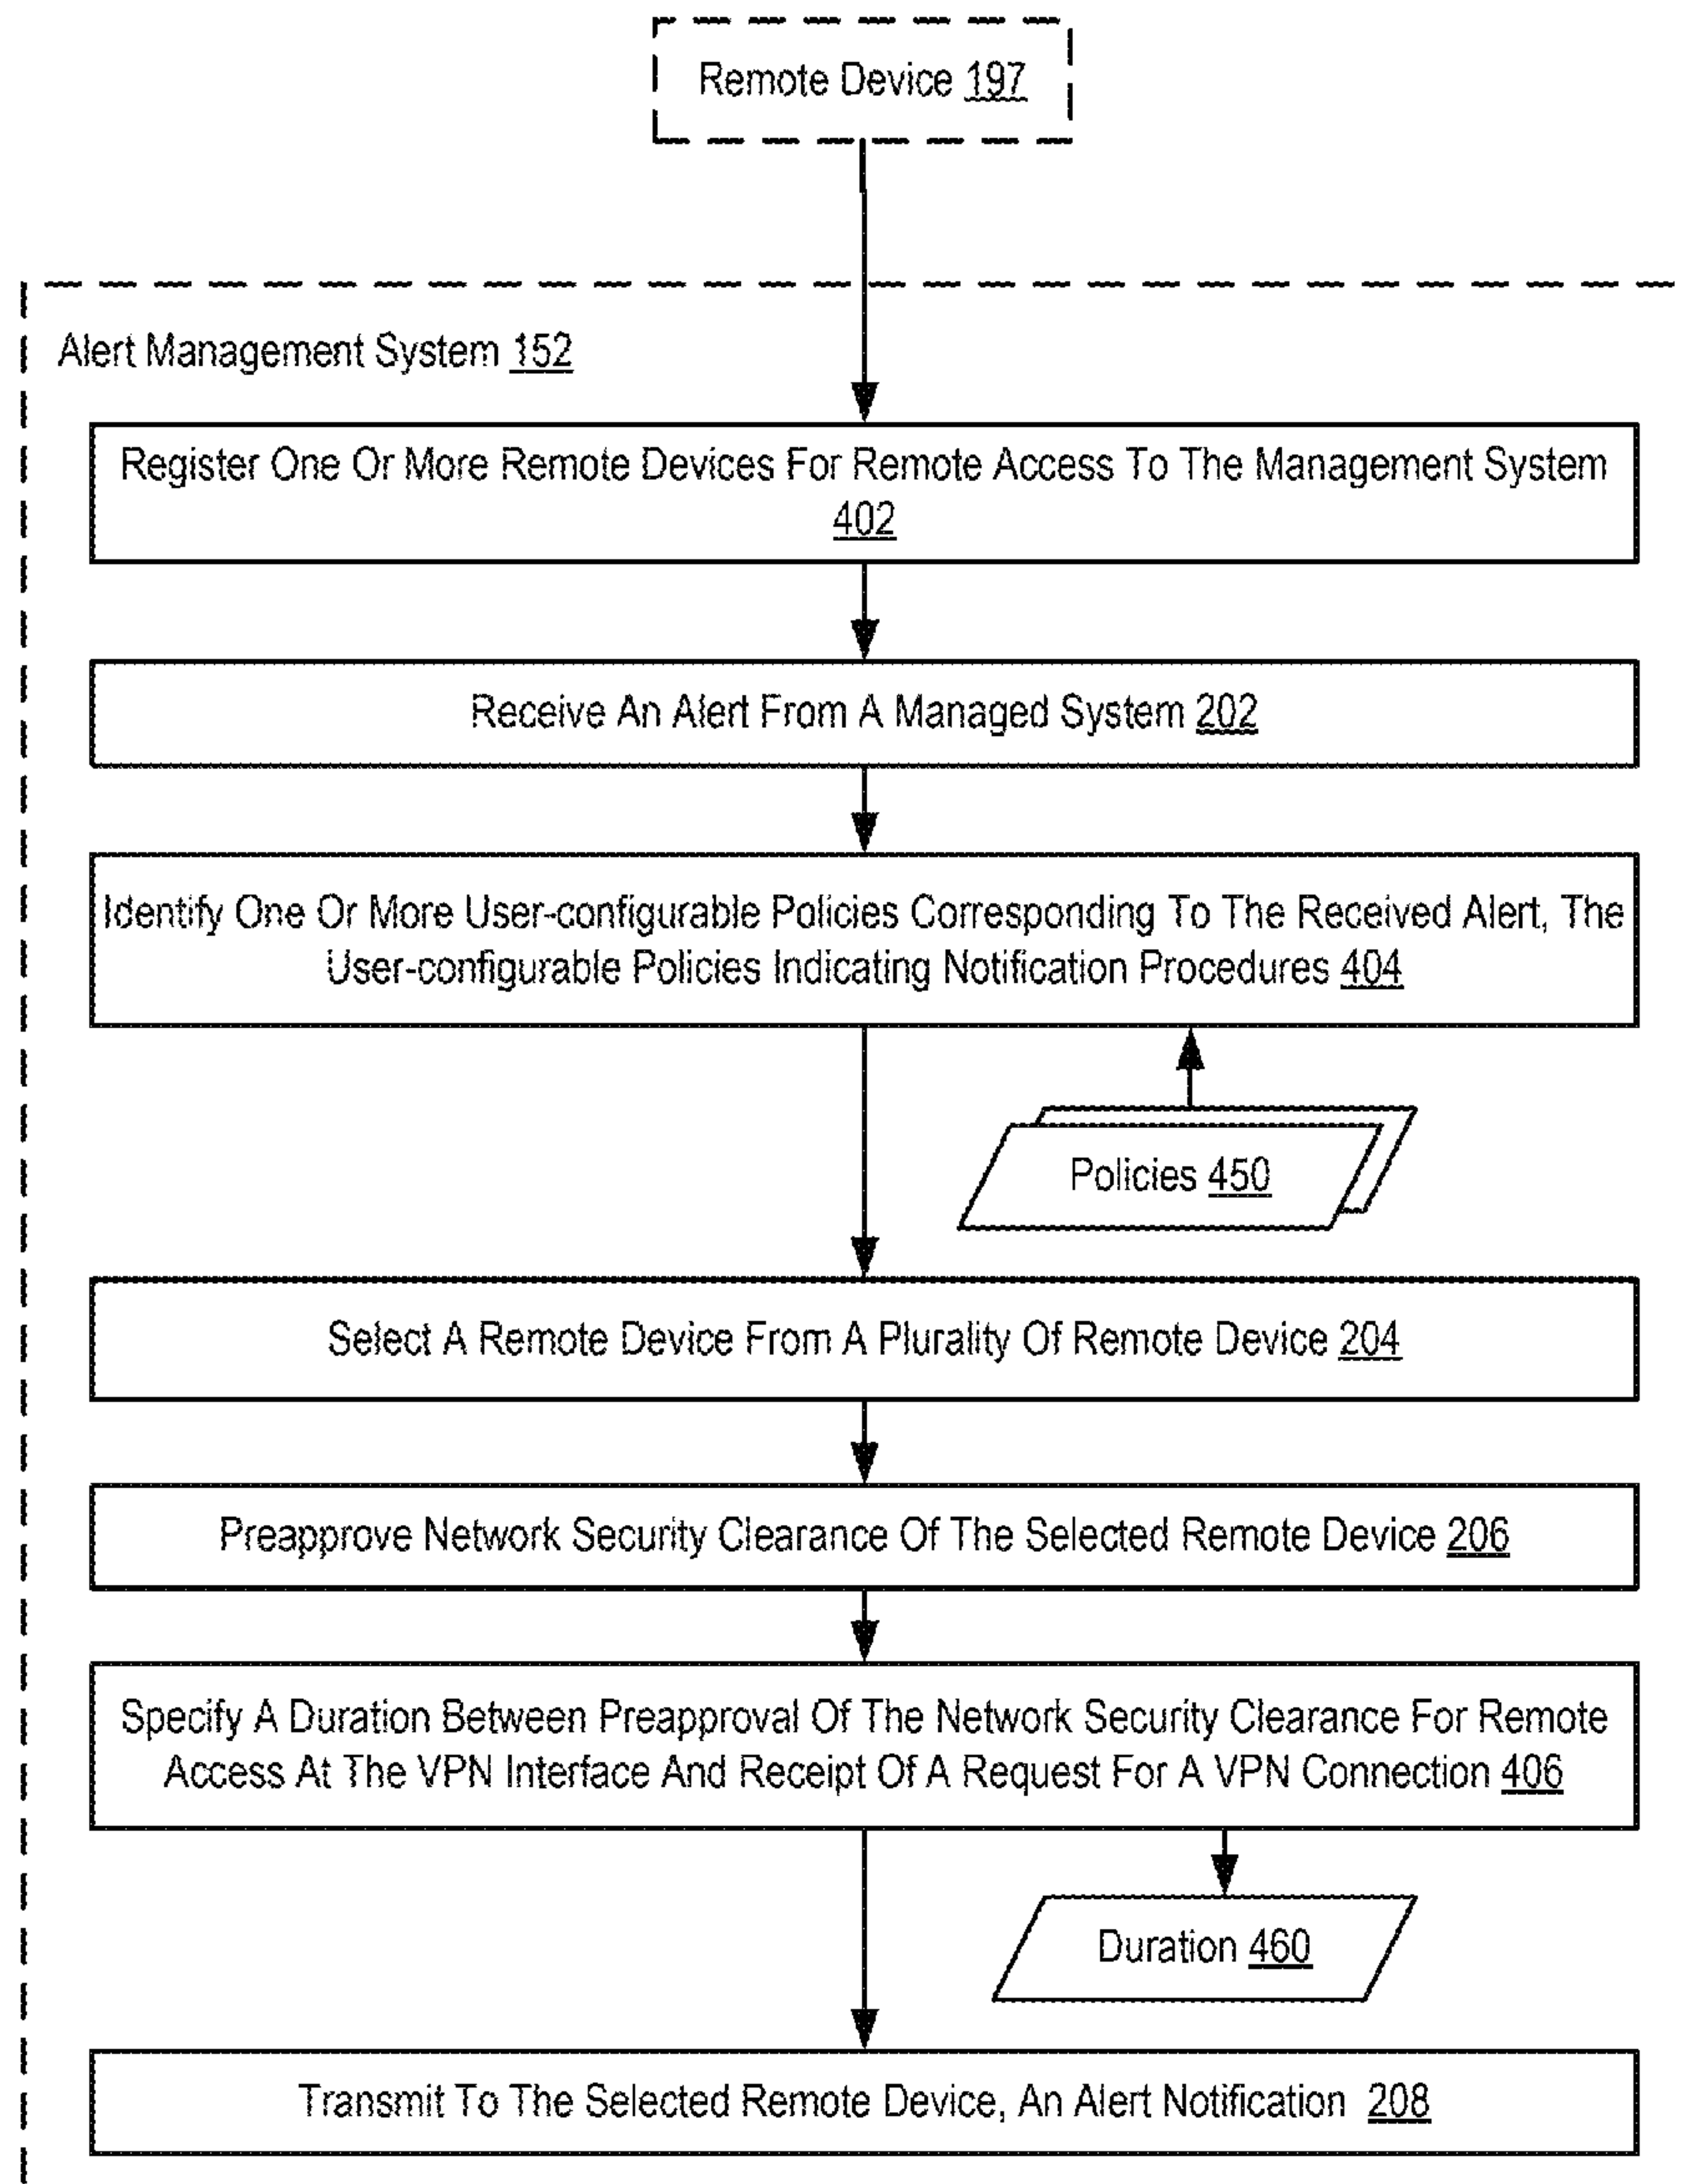 Remote Device 197
Alert Management System 152
Register One Or More Remote Devices For Remote Access To The Management System
402
Receive An Alert From A Managed System 202
Identify One Or More User-configurable Policies Corresponding To The Received Alert, The
User-configurable Policies Indicating Notification Procedures 404
Policies 450
Select A Remote Device From A Plurality Of Remote Device 204
Preapprove Network Security Clearance Of The Selected Remote Device 206
Specify A Duration Between Preapproval Of The Network Security Clearance For Remote
Access At The VPN Interface And Receipt Of A Request For A VPN Connection 406
Duration 460
Transmit To The Selected Remote Device, An Alert Notification 208